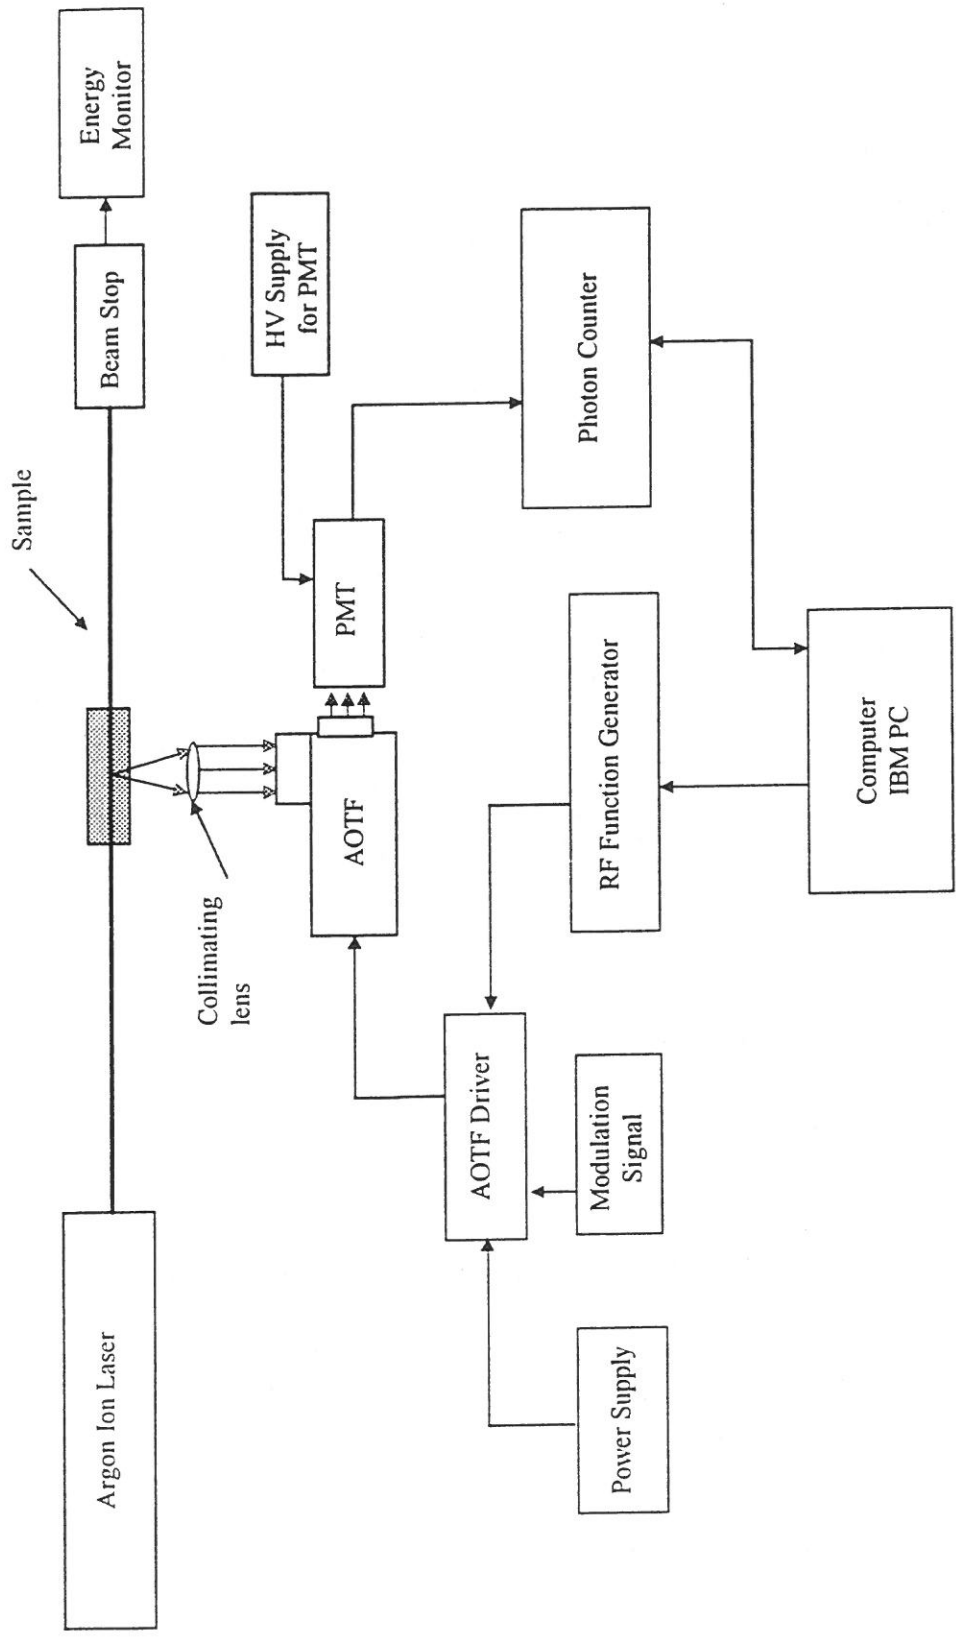 Argon Ion Laser
Sample
Beam Stop
Energy
Monitor
Collimating
lens
AOTF
PMT
HV Supply
for PMT
AOTF Driver
Photon Counter
Power Supply
Modulation
Signal
RF Function Generator
Computer
IBM PC